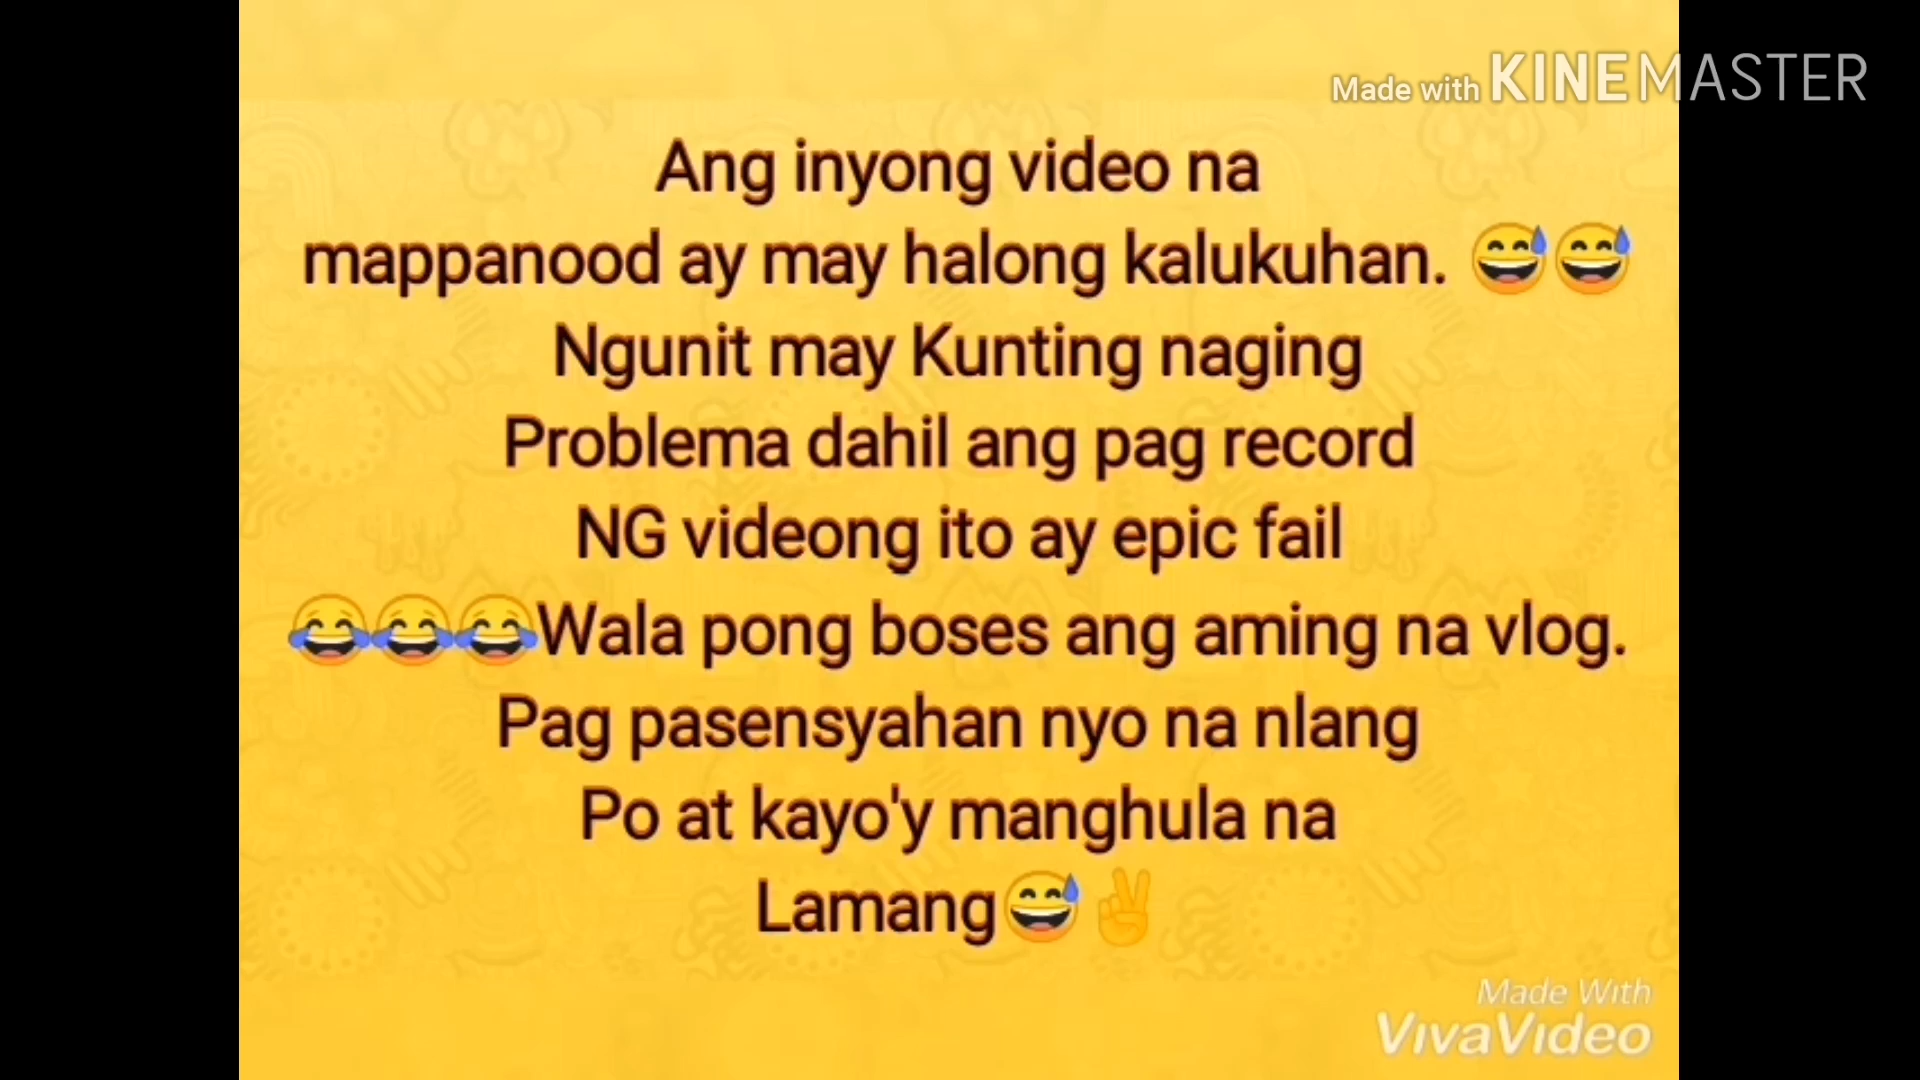 Made with KINEMASTER
Ang inyong video na
mappanood ay may halong kalukuhan. 😅😅
Ngunit may Kunting naging
Problema dahil ang pag record
NG videong ito ay epic fail
😂😂😂Wala pong boses ang aming na vlog.
Pag pasensyahan nyo na nlang
Po at kayo'y manghula na
Lamang😅✌
Made With
VivaVideo